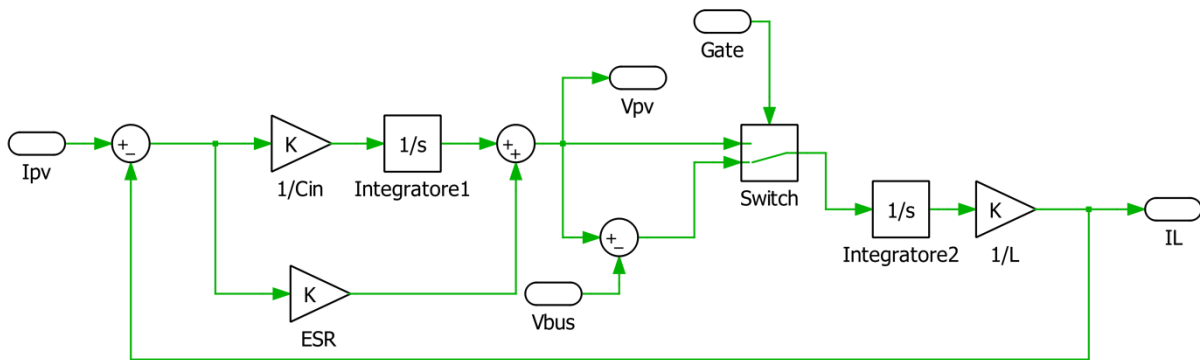 Gate
Vpv
Ipv
+
−
K
1/Cin
1/s
Integratore1
+
+
Switch
+
−
Vbus
K
ESR
1/s
Integratore2
K
1/L
IL